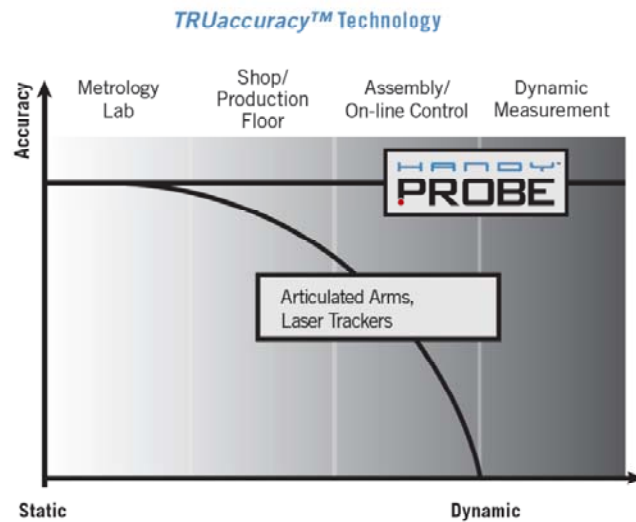 TRUaccuracy™ Technology
Accuracy
Metrology
Lab
Shop/
Production
Floor
Assembly/
On-line Control
Dynamic
Measurement
HANDY™
PROBE
Articulated Arms,
Laser Trackers
Static
Dynamic